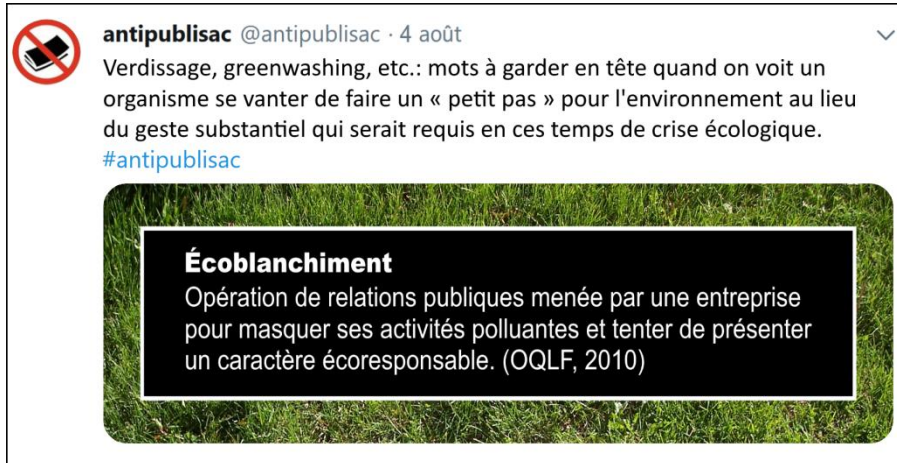 antipublisac @antipublisac · 4 août
Verdissage, greenwashing, etc.: mots à garder en tête quand on voit un
organisme se vanter de faire un « petit pas » pour l'environnement au lieu
du geste substantiel qui serait requis en ces temps de crise écologique.
#antipublisac
Écoblanchiment
Opération de relations publiques menée par une entreprise
pour masquer ses activités polluantes et tenter de présenter
un caractère écoresponsable. (OQLF, 2010)